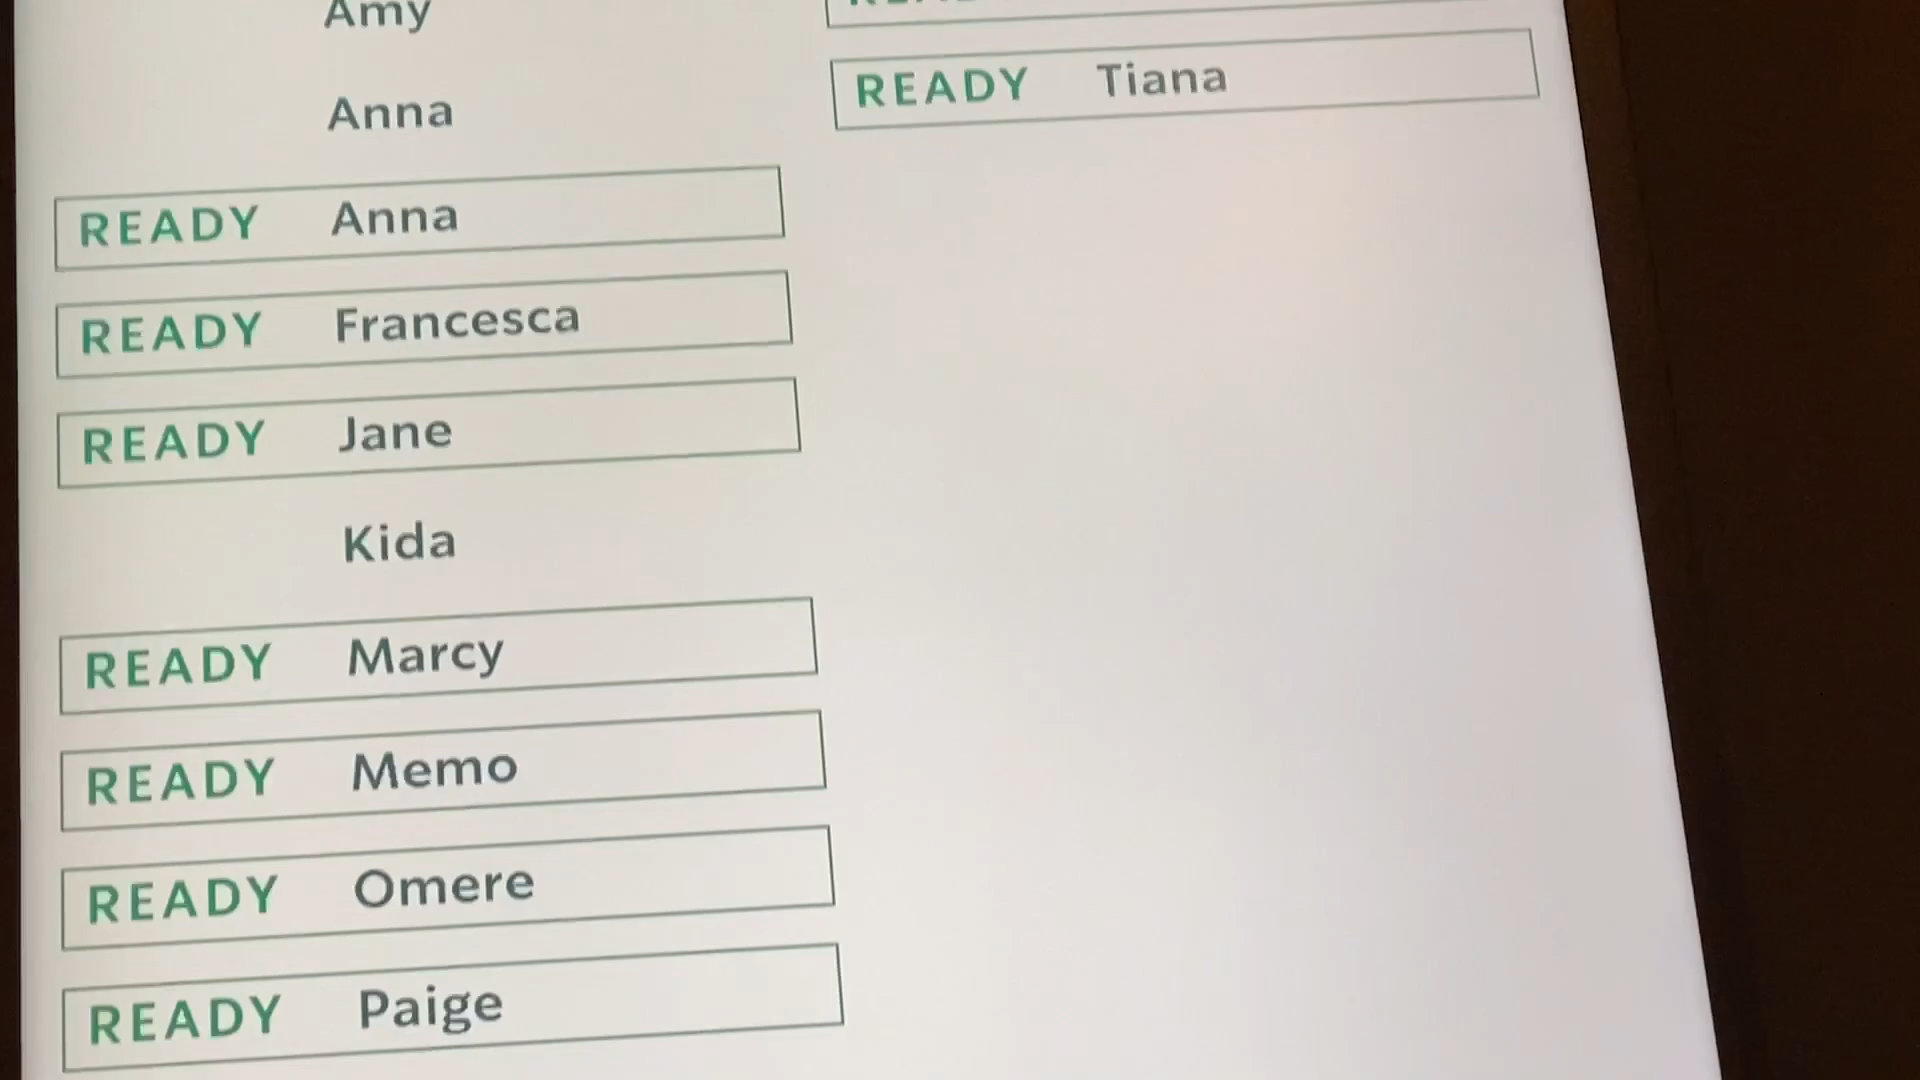 Amy
Anna
READY Anna
READY Francesca
READY Jane
Kida
READY Marcy
READY Memo
READY Omere
READY Paige
READY Tiana